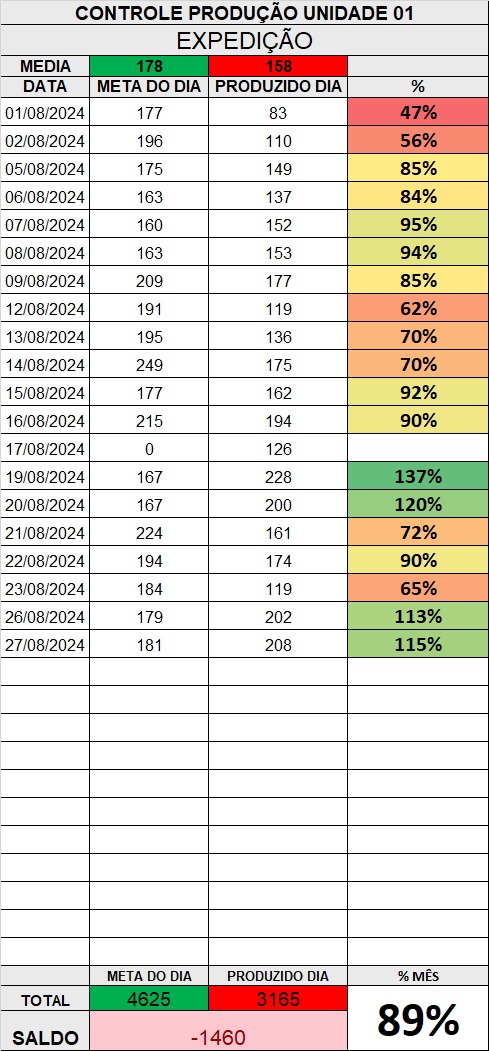 CONTROLE PRODUÇÃO UNIDADE 01
EXPEDIÇÃO
MEDIA 178 158
DATA META DO DIA PRODUZIDO DIA %
01/08/2024 177 83 47%
02/08/2024 196 110 56%
05/08/2024 175 149 85%
06/08/2024 163 137 84%
07/08/2024 160 152 95%
08/08/2024 163 153 94%
09/08/2024 209 177 85%
12/08/2024 191 119 62%
13/08/2024 195 136 70%
14/08/2024 249 175 70%
15/08/2024 177 162 92%
16/08/2024 215 194 90%
17/08/2024 0 126
19/08/2024 167 228 137%
20/08/2024 167 200 120%
21/08/2024 224 161 72%
22/08/2024 194 174 90%
23/08/2024 184 119 65%
26/08/2024 179 202 113%
27/08/2024 181 208 115%
META DO DIA PRODUZIDO DIA % MÊS
TOTAL 4625 3165 89%
SALDO -1460